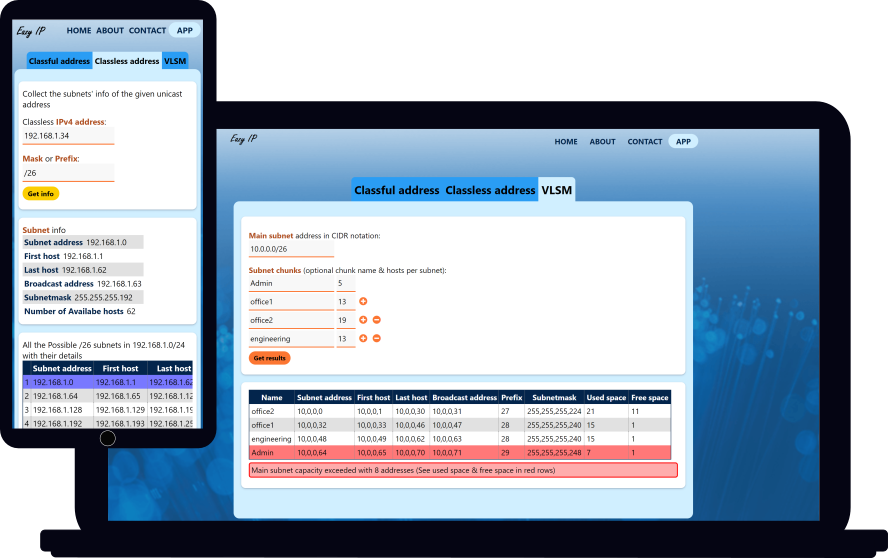 Easy IP HOME ABOUT CONTACT APP
Classful address Classless address VLSM
Collect the subnets' info of the given unicast
address
Classless IPv4 address:
192.168.1.34
Mask or Prefix:
/26
Get info
Subnet info
Subnet address 192.168.1.0
First host 192.168.1.1
Last host 192.168.1.62
Broadcast address 192.168.1.63
Subnetmask 255.255.255.192
Number of Availabe hosts 62
All the Possible /26 subnets in 192.168.1.0/24
with their details
Subnet address First host Last host
1 192.168.1.0 192.168.1.1 192.168.1.62
2 192.168.1.64 192.168.1.65 192.168.1.12
3 192.168.1.128 192.168.1.129 192.168.1.19
4 192.168.1.192 192.168.1.193 192.168.1.25
Easy IP HOME ABOUT CONTACT APP
Classful address Classless address VLSM
Main subnet address in CIDR notation:
10.0.0.0/26
Subnet chunks (optional chunk name & hosts per subnet):
Admin 5
office1 13
office2 19
engineering 13
Get results
Name Subnet address First host Last host Broadcast address Prefix Subnetmask Used space Free space
office2 10,0,0,0 10,0,0,1 10,0,0,30 10,0,0,31 27 255,255,255,224 21 11
office1 10,0,0,32 10,0,0,33 10,0,0,46 10,0,0,47 28 255,255,255,240 15 1
engineering 10,0,0,48 10,0,0,49 10,0,0,62 10,0,0,63 28 255,255,255,240 15 1
Admin 10,0,0,64 10,0,0,65 10,0,0,70 10,0,0,71 29 255,255,255,248 7 1
Main subnet capacity exceeded with 8 addresses (See used space & free space in red rows)